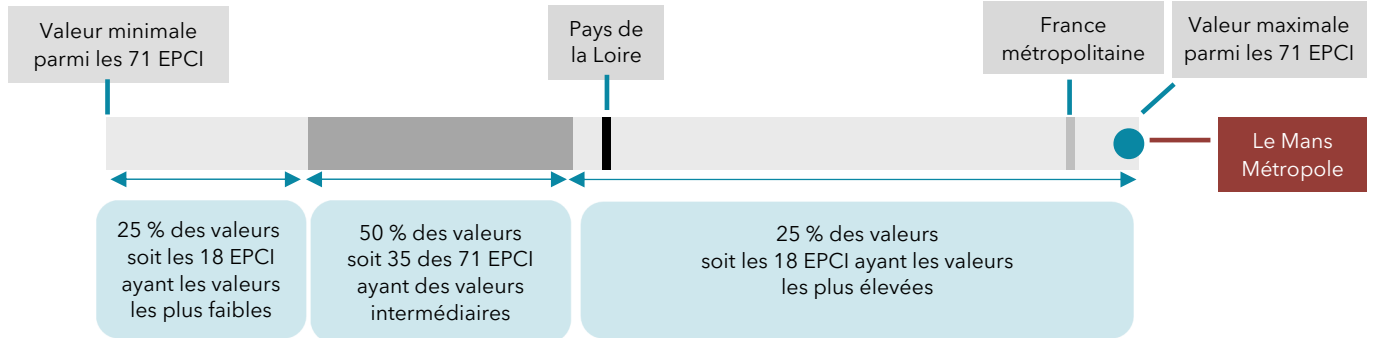 Valeur minimale
parmi les 71 EPCI
Pays de
la Loire
France
métropolitaine
Valeur maximale
parmi les 71 EPCI
Le Mans
Métropole
25 % des valeurs
soit les 18 EPCI
ayant les valeurs
les plus faibles
50 % des valeurs
soit 35 des 71 EPCI
ayant des valeurs
intermédiaires
25 % des valeurs
soit les 18 EPCI ayant les valeurs
les plus élevées